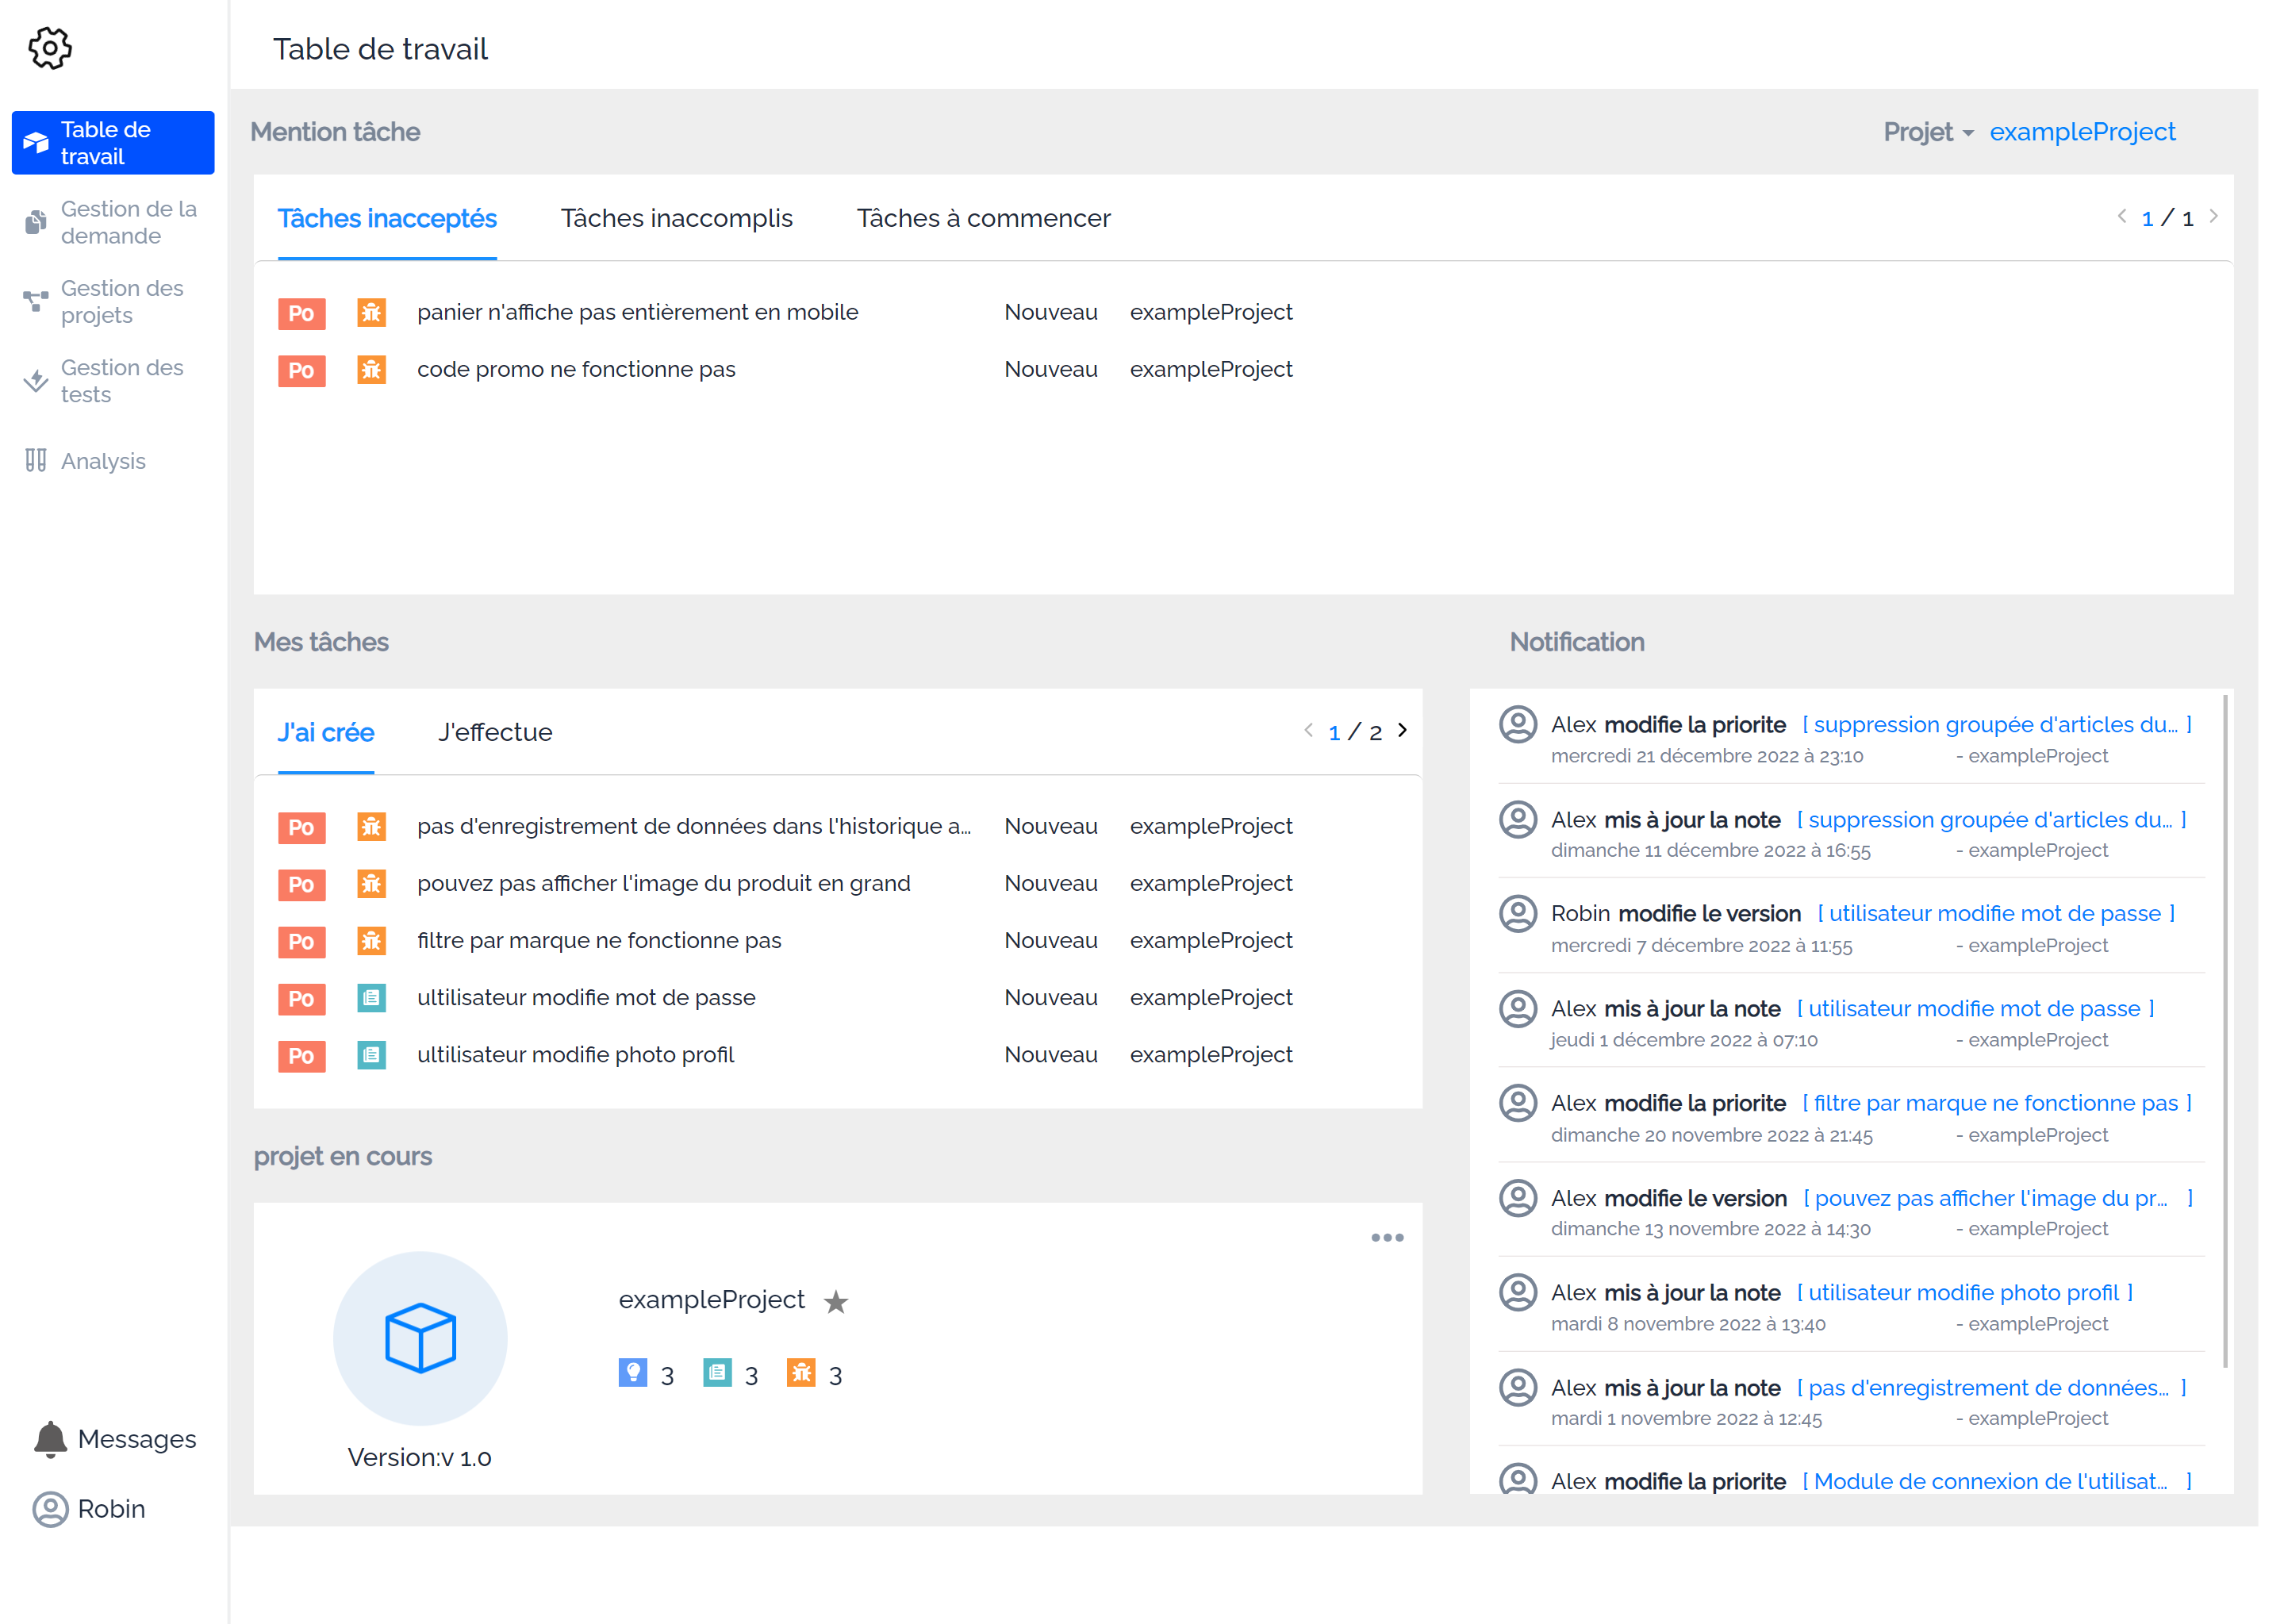 Table de travail
Table de
travail
Gestion de la
demande
Gestion des
projets
Gestion des
tests
Analysis
Messages
Robin
Mention tâche
Projet exampleProject
Tâches inacceptés Tâches inaccomplis Tâches à commencer 1 / 1
P0 panier n'affiche pas entièrement en mobile Nouveau exampleProject
P0 code promo ne fonctionne pas Nouveau exampleProject
Mes tâches
J'ai crée J'effectue 1 / 2
P0 pas d'enregistrement de données dans l'historique a... Nouveau exampleProject
P0 pouvez pas afficher l'image du produit en grand Nouveau exampleProject
P0 filtre par marque ne fonctionne pas Nouveau exampleProject
P0 ultilisateur modifie mot de passe Nouveau exampleProject
P0 ultilisateur modifie photo profil Nouveau exampleProject
projet en cours
exampleProject
3 3 3
Version:v 1.0
Notification
Alex modifie la priorite [ suppression groupée d'articles du... ]
mercredi 21 décembre 2022 à 23:10 - exampleProject
Alex mis à jour la note [ suppression groupée d'articles du... ]
dimanche 11 décembre 2022 à 16:55 - exampleProject
Robin modifie le version [ utilisateur modifie mot de passe ]
mercredi 7 décembre 2022 à 11:55 - exampleProject
Alex mis à jour la note [ utilisateur modifie mot de passe ]
jeudi 1 décembre 2022 à 07:10 - exampleProject
Alex modifie la priorite [ filtre par marque ne fonctionne pas ]
dimanche 20 novembre 2022 à 21:45 - exampleProject
Alex modifie le version [ pouvez pas afficher l'image du pr... ]
dimanche 13 novembre 2022 à 14:30 - exampleProject
Alex mis à jour la note [ utilisateur modifie photo profil ]
mardi 8 novembre 2022 à 13:40 - exampleProject
Alex mis à jour la note [ pas d'enregistrement de données... ]
mardi 1 novembre 2022 à 12:45 - exampleProject
Alex modifie la priorite [ Module de connexion de l'utilisat... ]